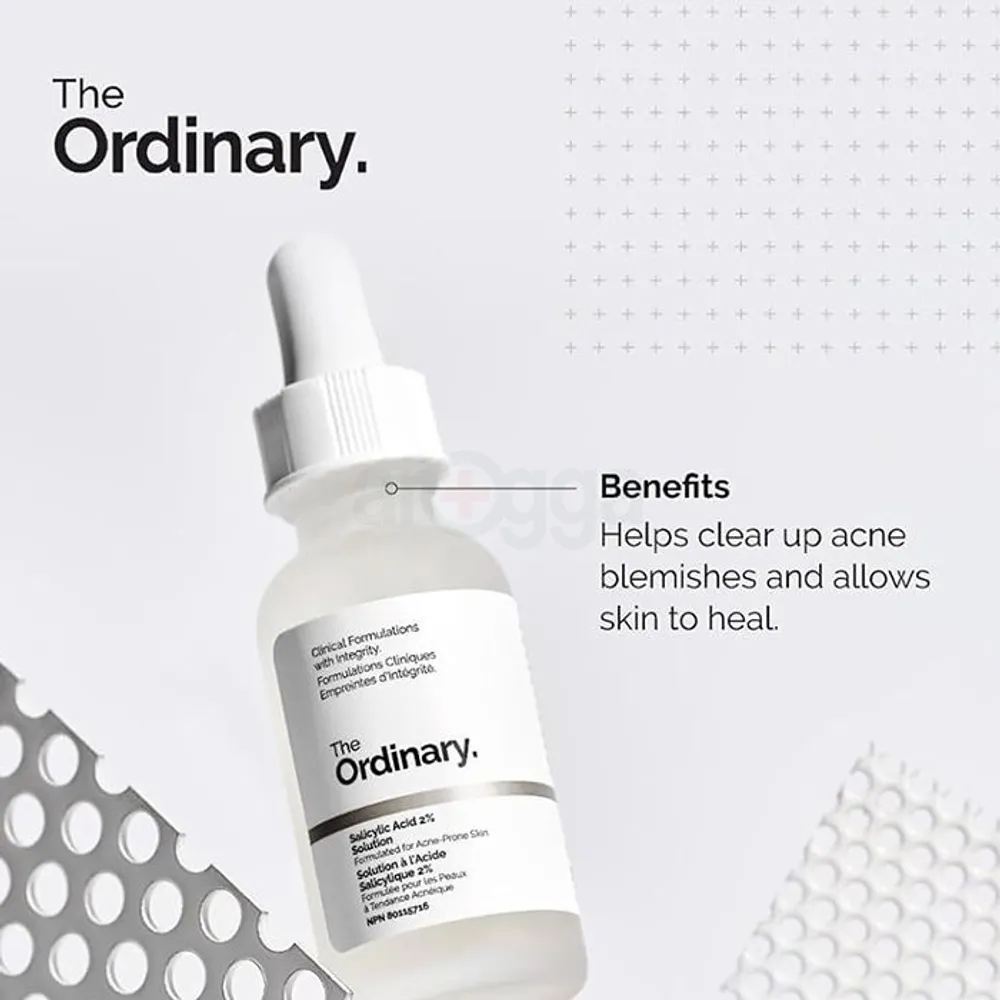 The
Ordinary.
arogga
Benefits
Helps clear up acne
blemishes and allows
skin to heal.
Clinical Formulations
with Integrity.
Formulations Cliniques
Empreintes d'Intégrité.
The
Ordinary.
Salicylic Acid 2%
Solution
Formulated for Acne-Prone Skin
Solution à l'Acide
Salicylique 2%
Formulée pour les Peaux
à Tendance Acnéique
NPN 80115716